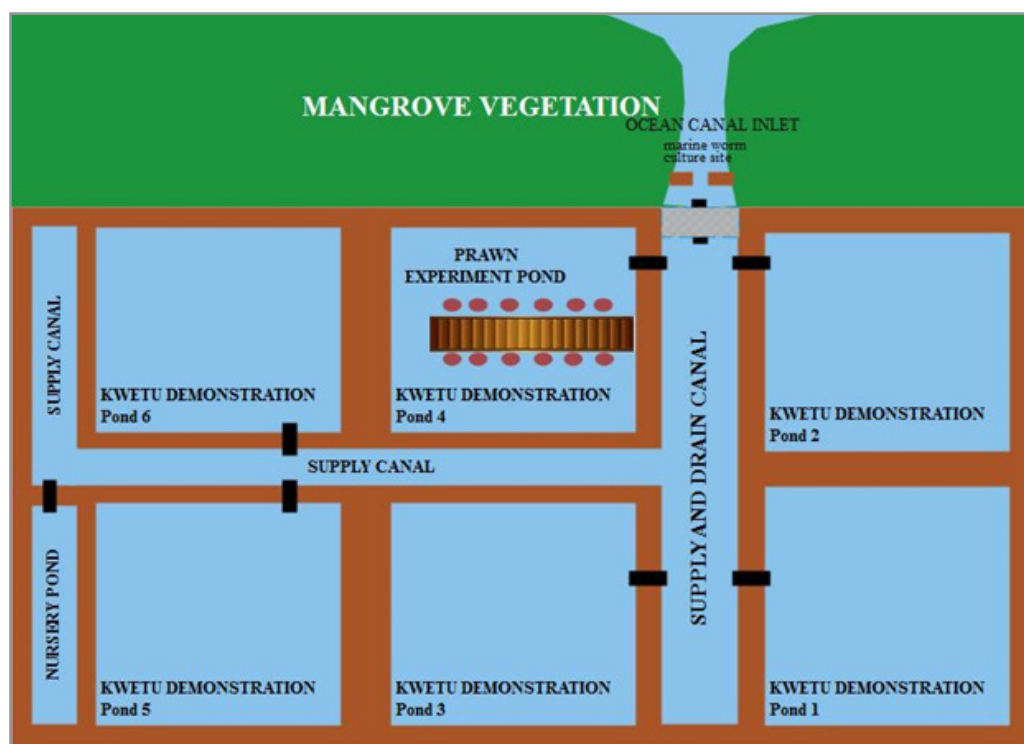 MANGROVE VEGETATION
OCEAN CANAL INLET
marine worm
culture site
PRAWN
EXPERIMENT POND
SUPPLY CANAL
KWETU DEMONSTRATION
Pond 6
KWETU DEMONSTRATION
Pond 4
SUPPLY AND DRAIN CANAL
KWETU DEMONSTRATION
Pond 2
SUPPLY CANAL
NURSERY POND
KWETU DEMONSTRATION
Pond 5
KWETU DEMONSTRATION
Pond 3
KWETU DEMONSTRATION
Pond 1